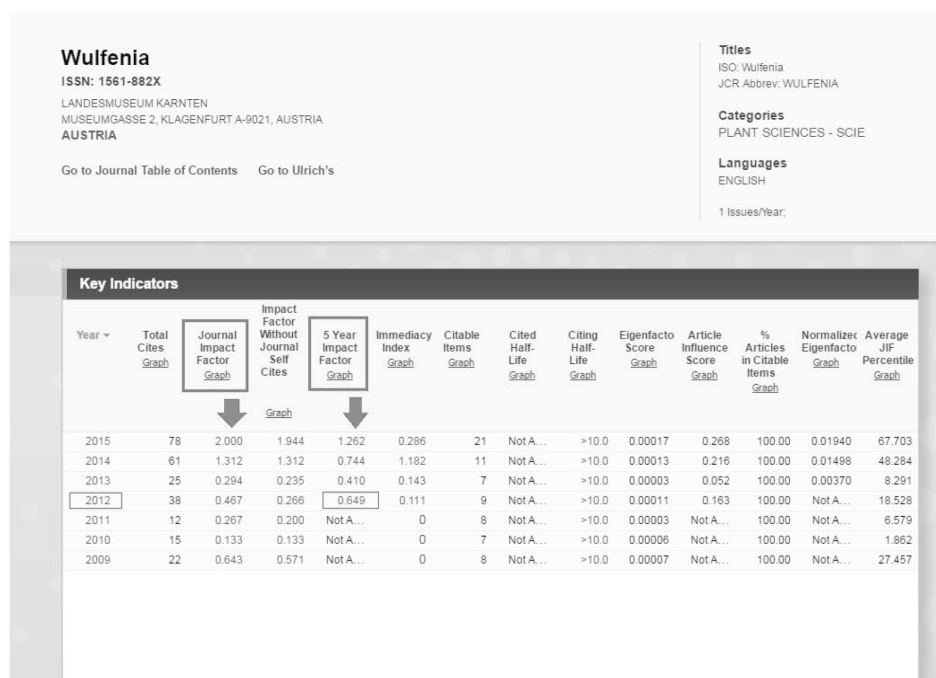 Wulfenia
ISSN: 1561-882X
LANDESMUSEUM KARNTEN
MUSEUMGASSE 2, KLAGENFURT A-9021, AUSTRIA
AUSTRIA
Go to Journal Table of Contents Go to Ulrich's
Titles
ISO: Wulfenia
JCR Abbrev: WULFENIA
Categories
PLANT SCIENCES - SCIE
Languages
ENGLISH
1 Issues/Year;
Key Indicators
Year Total Cites Graph Journal Impact Factor Graph Impact Factor Without Journal Self Cites Graph 5 Year Impact Factor Graph Immediacy Index Graph Citable Items Graph Cited Half-Life Graph Citing Half-Life Graph Eigenfacto Score Graph Article Influence Score Graph % Articles in Citable Items Graph Normalizec Eigenfacto Graph Average JIF Percentile Graph
2015 78 2.000 1.944 1.262 0.286 21 Not A... >10.0 0.00017 0.268 100.00 0.01940 67.703
2014 61 1.312 1.312 0.744 1.182 11 Not A... >10.0 0.00013 0.216 100.00 0.01498 48.284
2013 25 0.294 0.235 0.410 0.143 7 Not A... >10.0 0.00003 0.052 100.00 0.00370 8.291
2012 38 0.467 0.266 0.649 0.111 9 Not A... >10.0 0.00011 0.163 100.00 Not A... 18.528
2011 12 0.267 0.200 Not A... 0 8 Not A... >10.0 0.00003 Not A... 100.00 Not A... 6.579
2010 15 0.133 0.133 Not A... 0 7 Not A... >10.0 0.00006 Not A... 100.00 Not A... 1.862
2009 22 0.643 0.571 Not A... 0 8 Not A... >10.0 0.00007 Not A... 100.00 Not A... 27.457